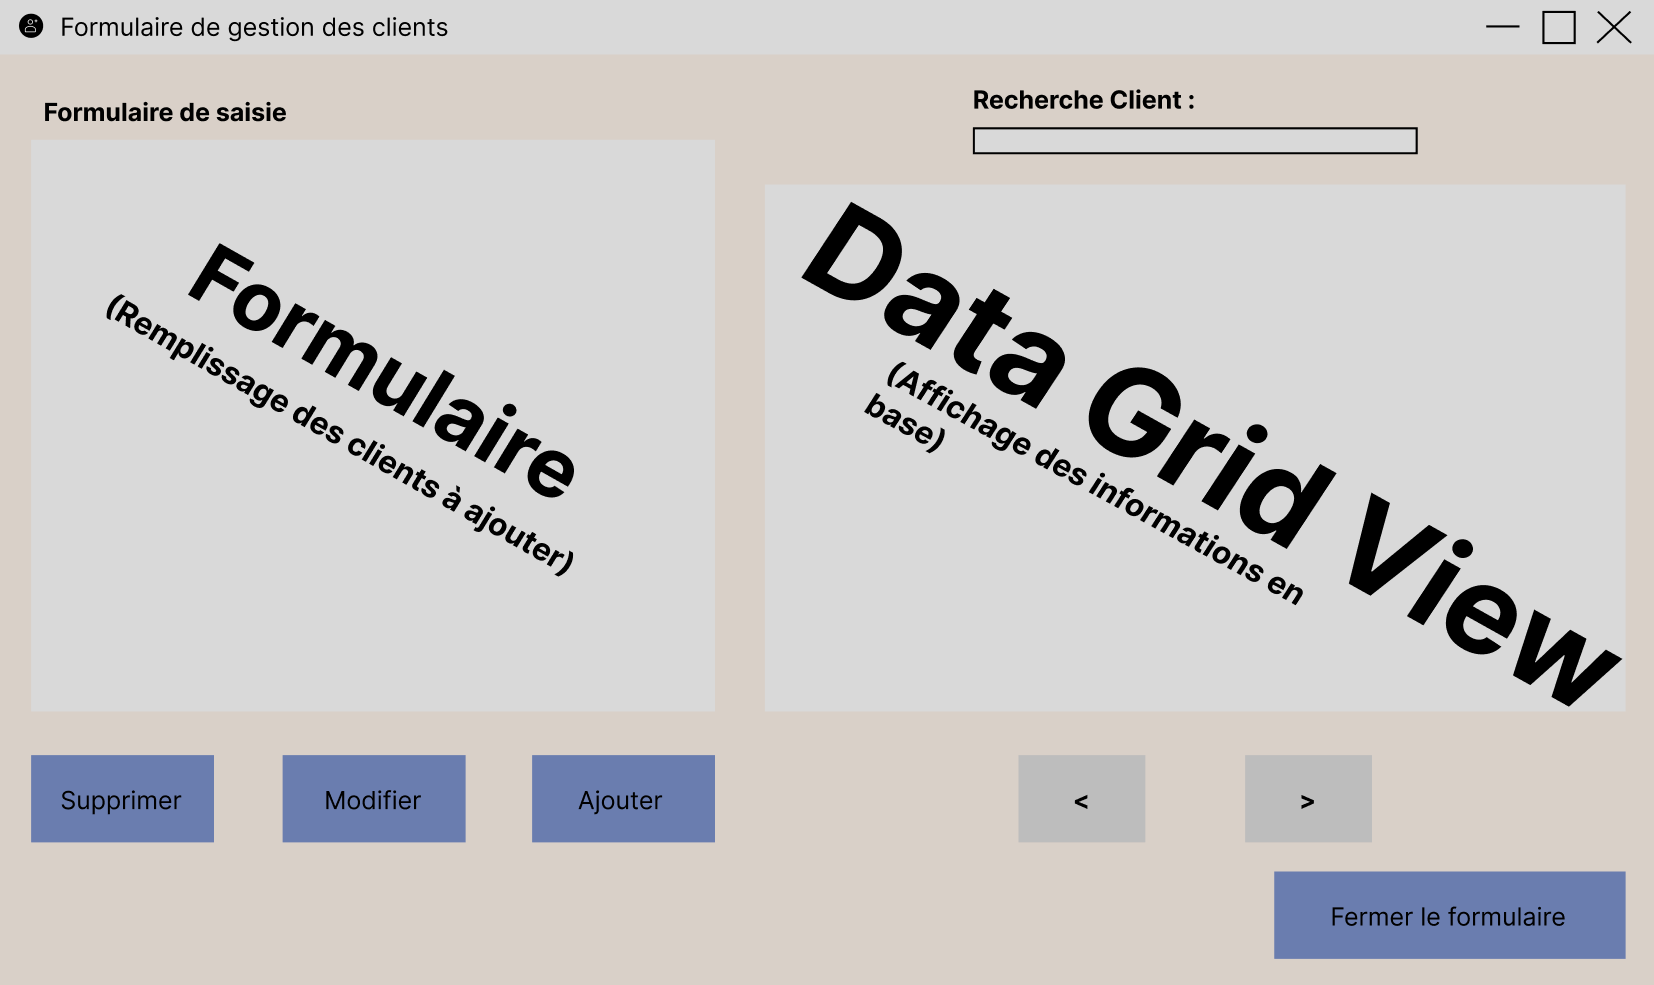 Formulaire de gestion des clients
Formulaire de saisie
Formulaire
(Remplissage des clients à ajouter)
Recherche Client :
Data Grid View
(Affichage des informations en
base)
Supprimer
Modifier
Ajouter
<
>
Fermer le formulaire